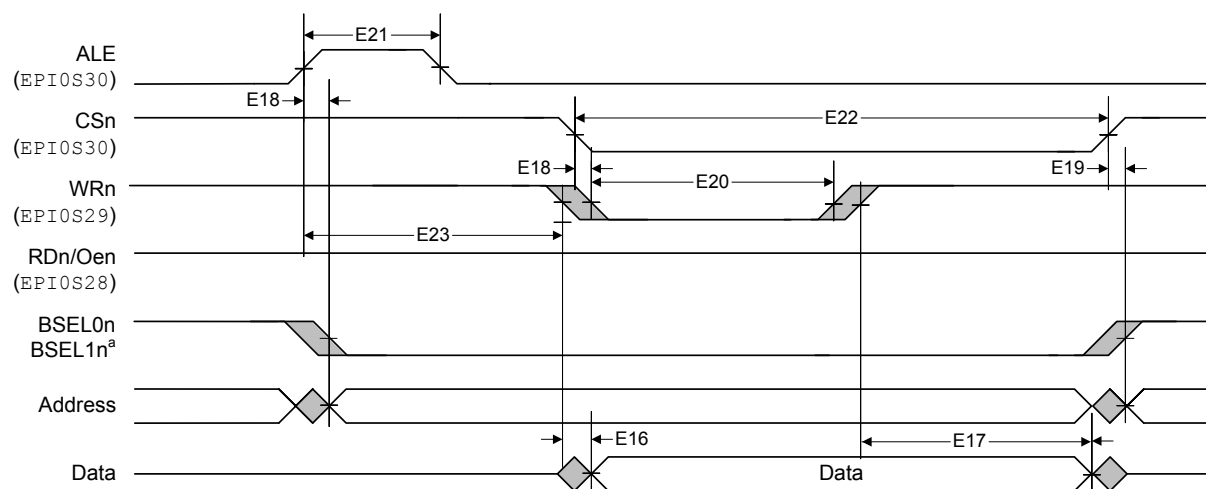 E21
ALE
(EPI0S30)
E18
CSn
E22
(EPI0S30)
E18
E19
WRn
E20
(EPI0S29)
E23
RDn/Oen
(EPI0S28)
BSEL0n
BSEL1nª
Address
E16
E17
Data
Data